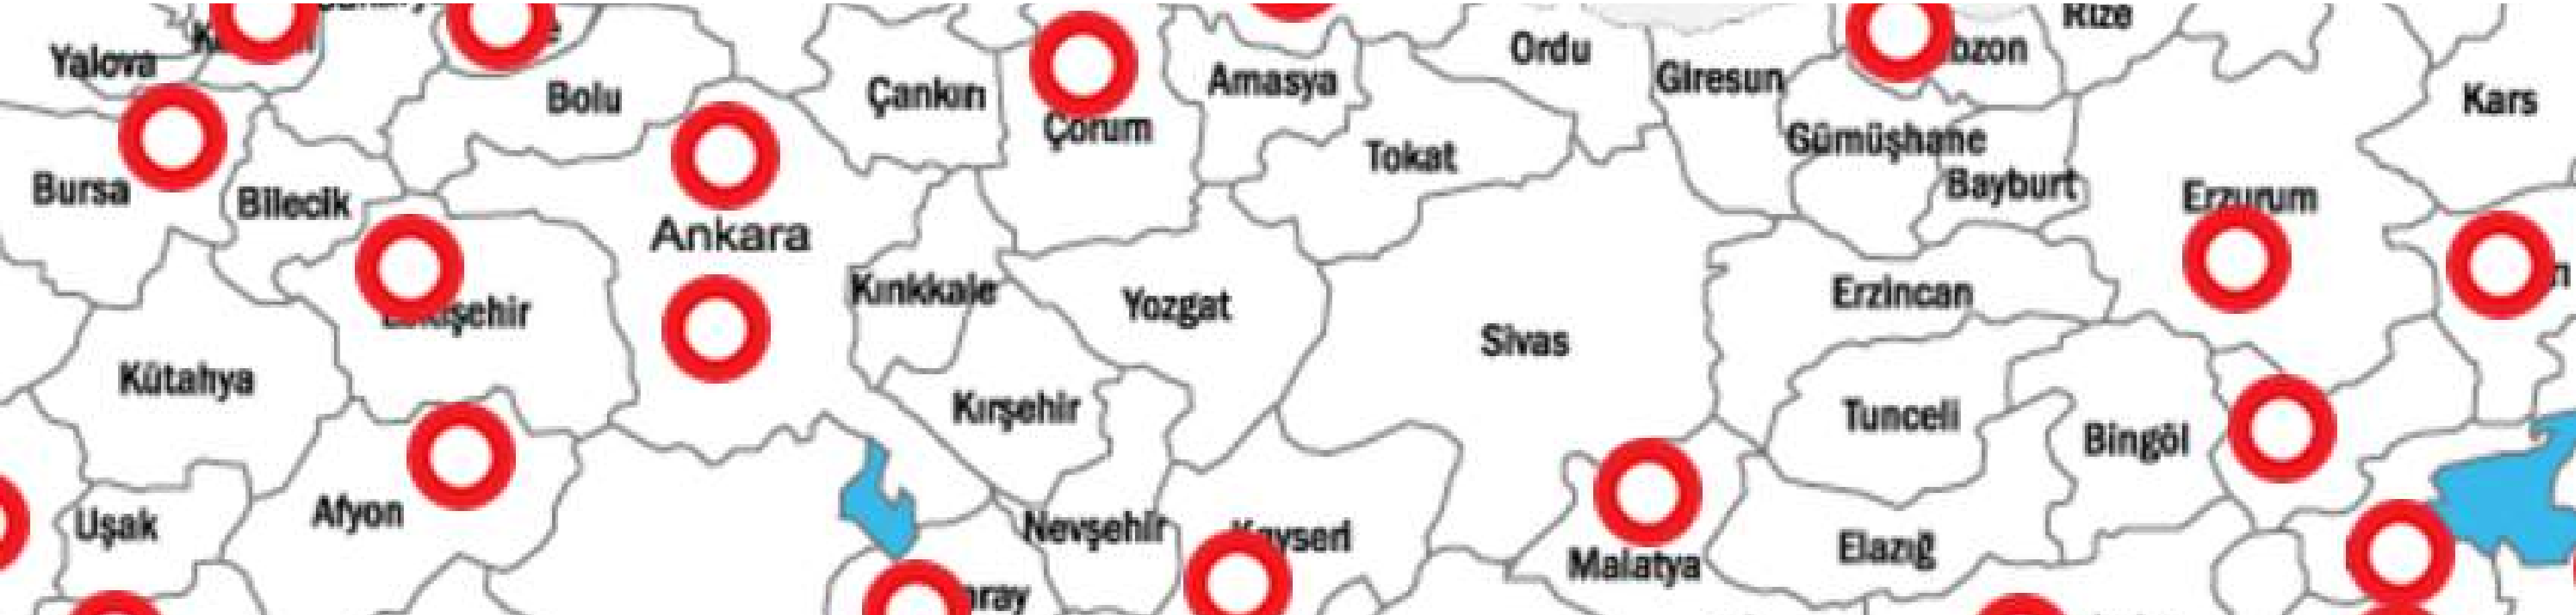 Rize
Yalova
bzon
Ordu
Giresun
Amasya
Çankırı
Bolu
Kars
Çorum
Gümüşhane
Tokat
Bursa
Bilecik
Bayburt
Erzurum
Ankara
Kırıkkale
Erzincan
Yozgat
Sivas
Kütahya
Kırşehir
Tunceli
Bingöl
Afyon
Uşak
Nevşehir
Elazığ
Malatya